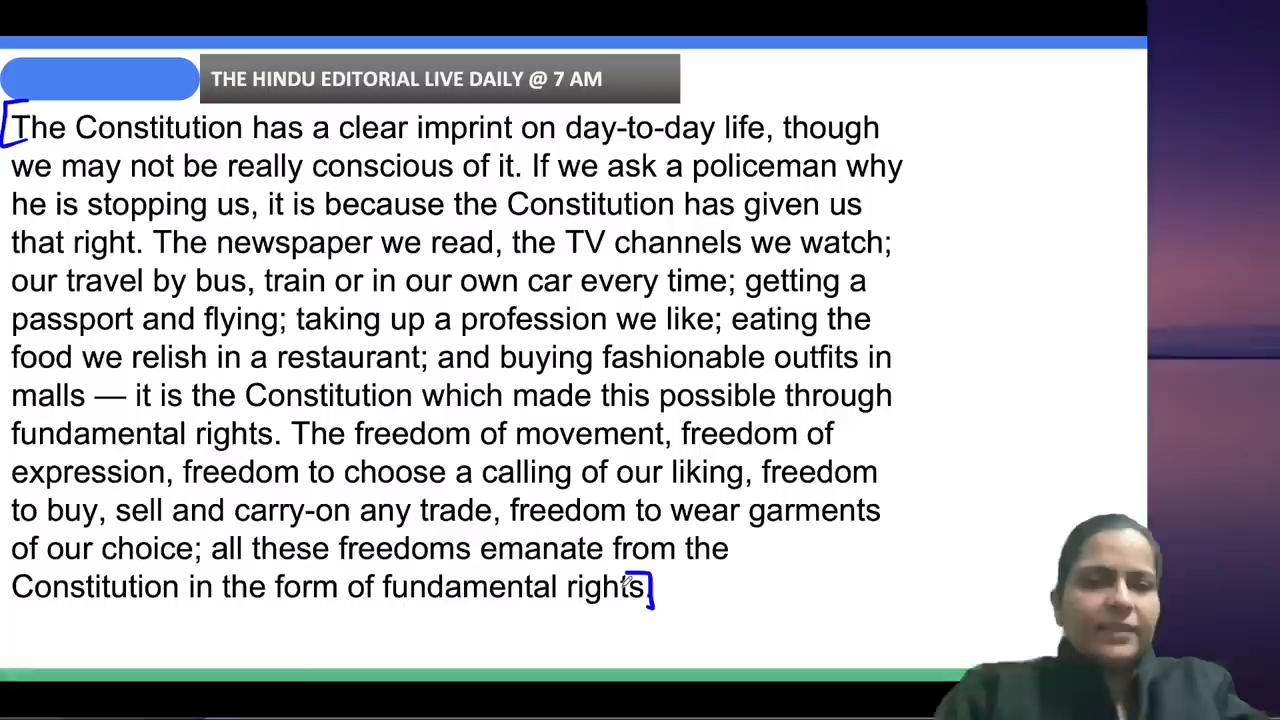 THE HINDU EDITORIAL LIVE DAILY @ 7 AM
The Constitution has a clear imprint on day-to-day life, though
we may not be really conscious of it. If we ask a policeman why
he is stopping us, it is because the Constitution has given us
that right. The newspaper we read, the TV channels we watch;
our travel by bus, train or in our own car every time; getting a
passport and flying; taking up a profession we like; eating the
food we relish in a restaurant; and buying fashionable outfits in
malls — it is the Constitution which made this possible through
fundamental rights. The freedom of movement, freedom of
expression, freedom to choose a calling of our liking, freedom
to buy, sell and carry-on any trade, freedom to wear garments
of our choice; all these freedoms emanate from the
Constitution in the form of fundamental rights.